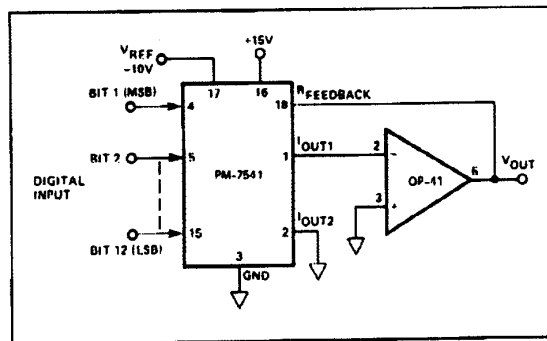 VREF
-10V
+15V
BIT 1 (MSB)
17
16
RFEEDBACK
4
18
BIT 2
5
IOUT1
1
2
-
VOUT
DIGITAL
INPUT
PM-7541
OP-41
6
3
+
BIT 12 (LSB)
15
IOUT2
2
3
GND